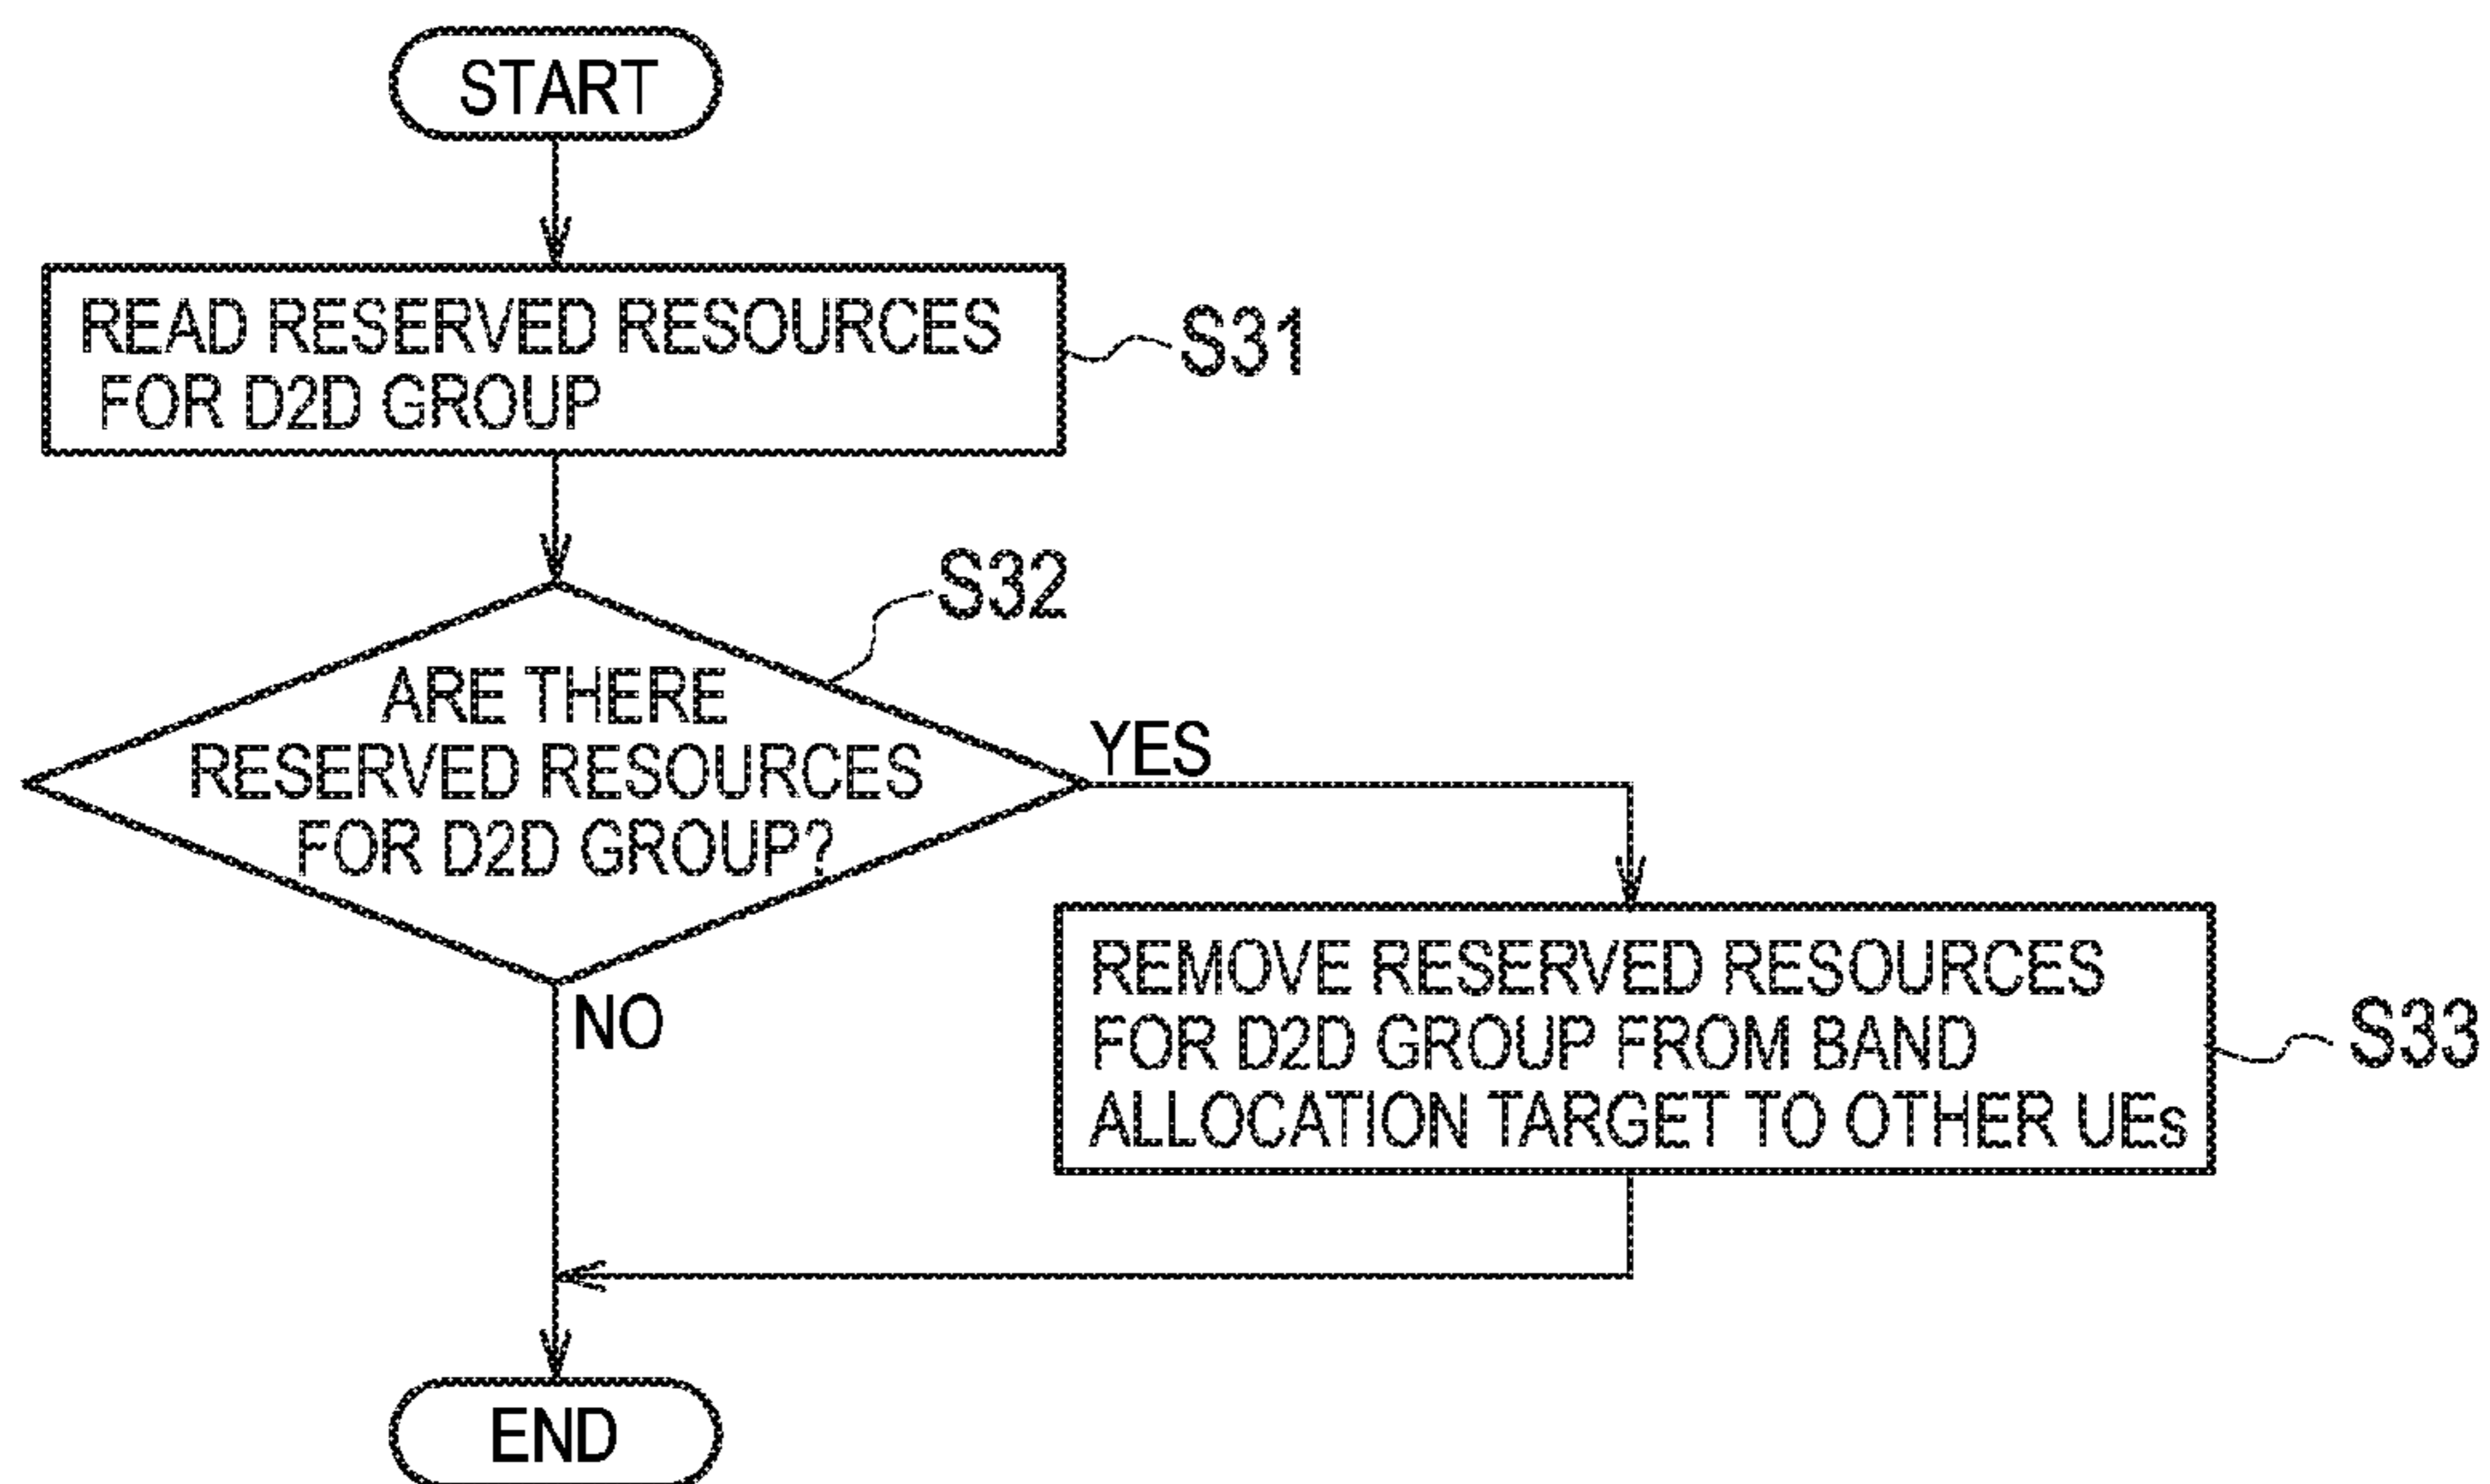 START
READ RESERVED RESOURCES
FOR D2D GROUP
S31
S32
ARE THERE
RESERVED RESOURCES
FOR D2D GROUP?
YES
NO
REMOVE RESERVED RESOURCES
FOR D2D GROUP FROM BAND
ALLOCATION TARGET TO OTHER UEs
S33
END